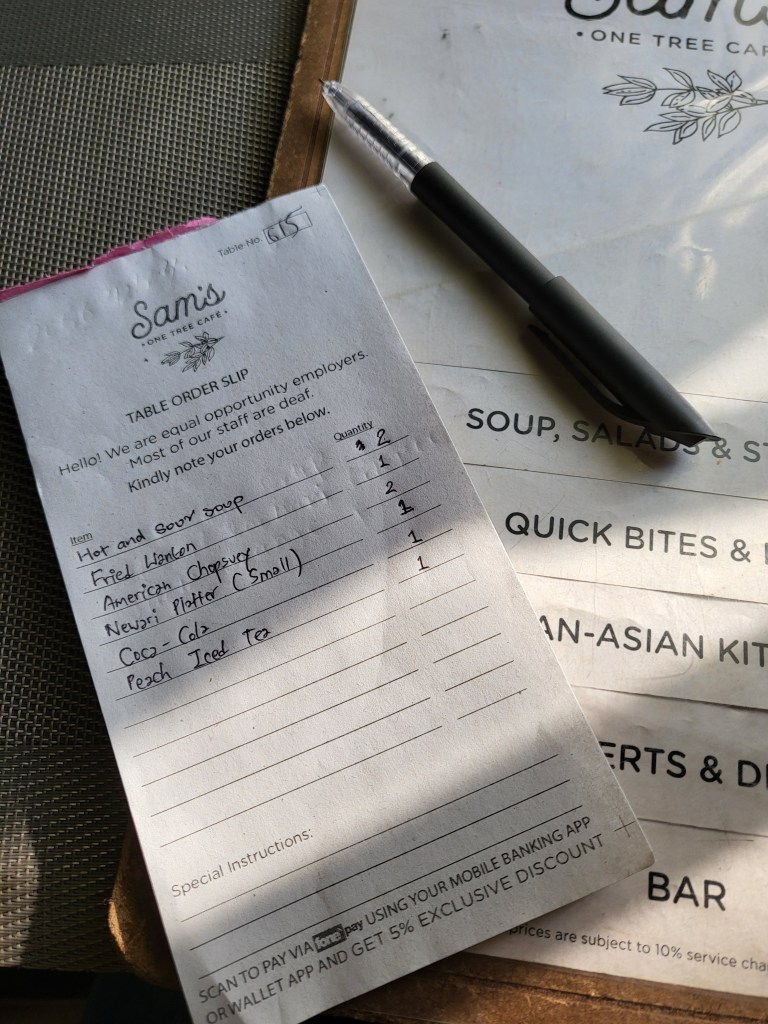 Sam's
• ONE TREE CAF
Table No. G15
Sam's
• ONE TREE CAFÉ •
TABLE ORDER SLIP
Hello! We are equal opportunity employers.
Most of our staff are deaf.
Kindly note your orders below.
Item Quantity
Hot and sour soup 2
Fried Wonton 1
American Chopsuey 2
Newari Platter (Small) 1
Coca-Cola 1
Peach Iced Tea 1
Special Instructions:
SCAN TO PAY VIA fonepay USING YOUR MOBILE BANKING APP
OR WALLET APP AND GET 5% EXCLUSIVE DISCOUNT
SOUP, SALADS & ST
QUICK BITES &
AN-ASIAN KIT
ERTS & D
BAR
prices are subject to 10% service cha